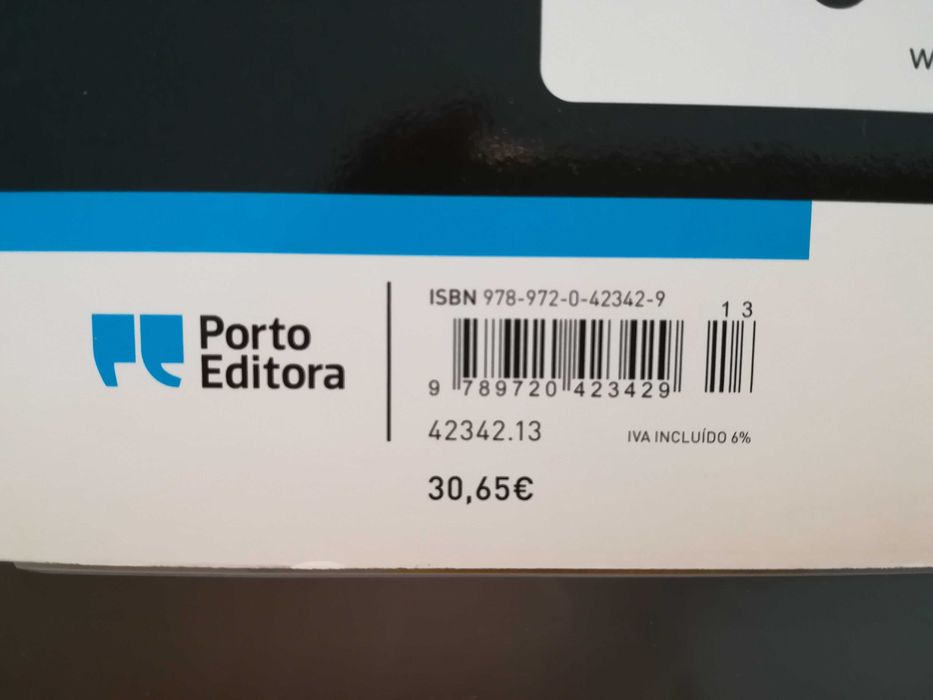 w
Porto
Editora
ISBN 978-972-0-42342-9
1 3
9 789720 423429
42342.13
IVA INCLUÍDO 6%
30,65€